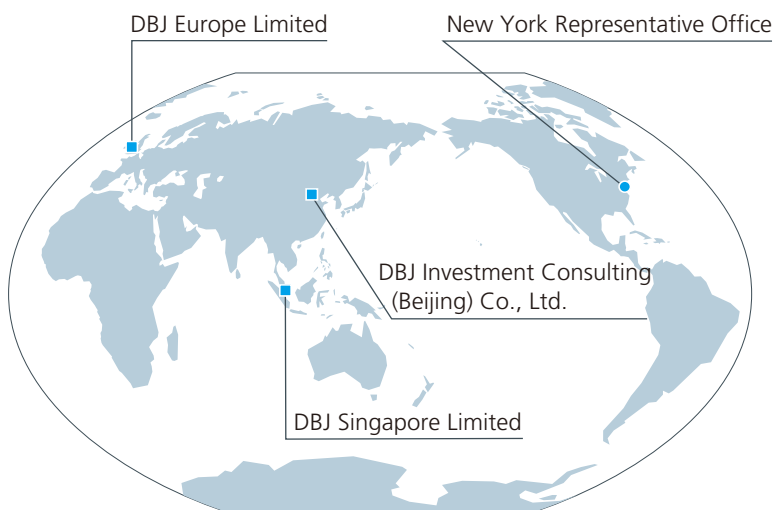 DBJ Europe Limited
New York Representative Office
DBJ Investment Consulting
(Beijing) Co., Ltd.
DBJ Singapore Limited